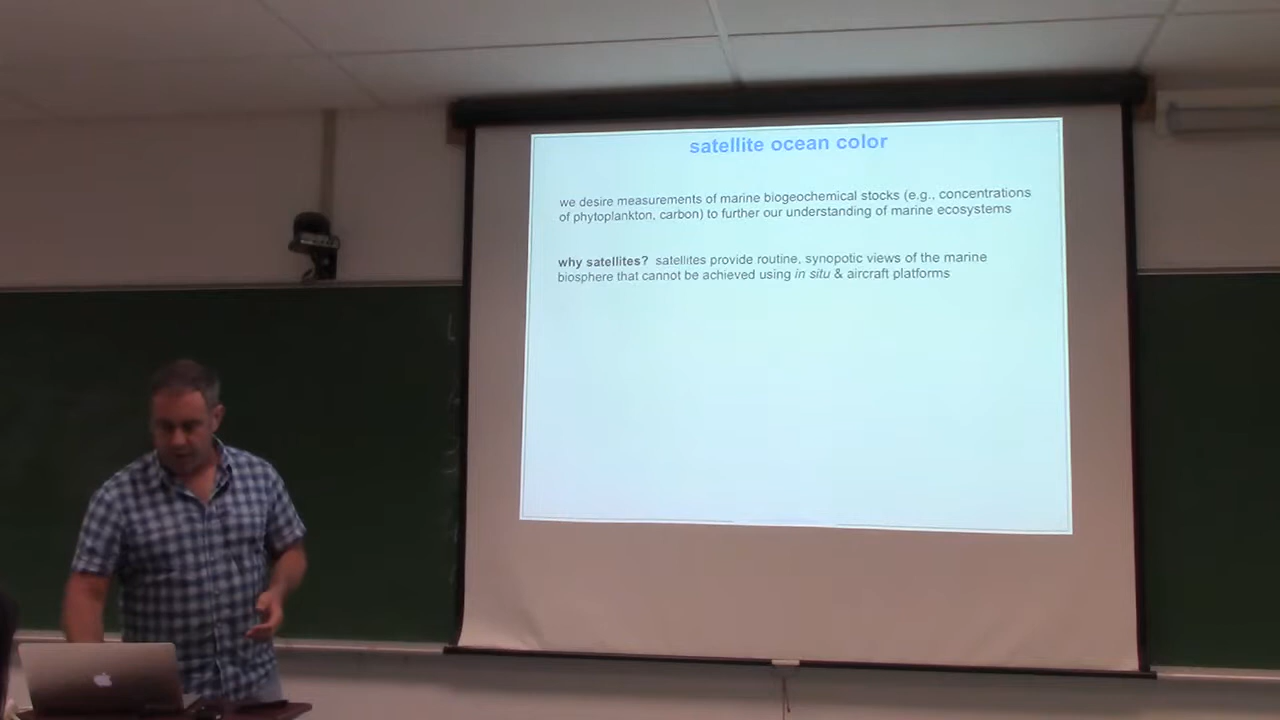 satellite ocean color
we desire measurements of marine biogeochemical stocks (e.g., concentrations
of phytoplankton, carbon) to further our understanding of marine ecosystems
why satellites? satellites provide routine, synopotic views of the marine
biosphere that cannot be achieved using in situ & aircraft platforms